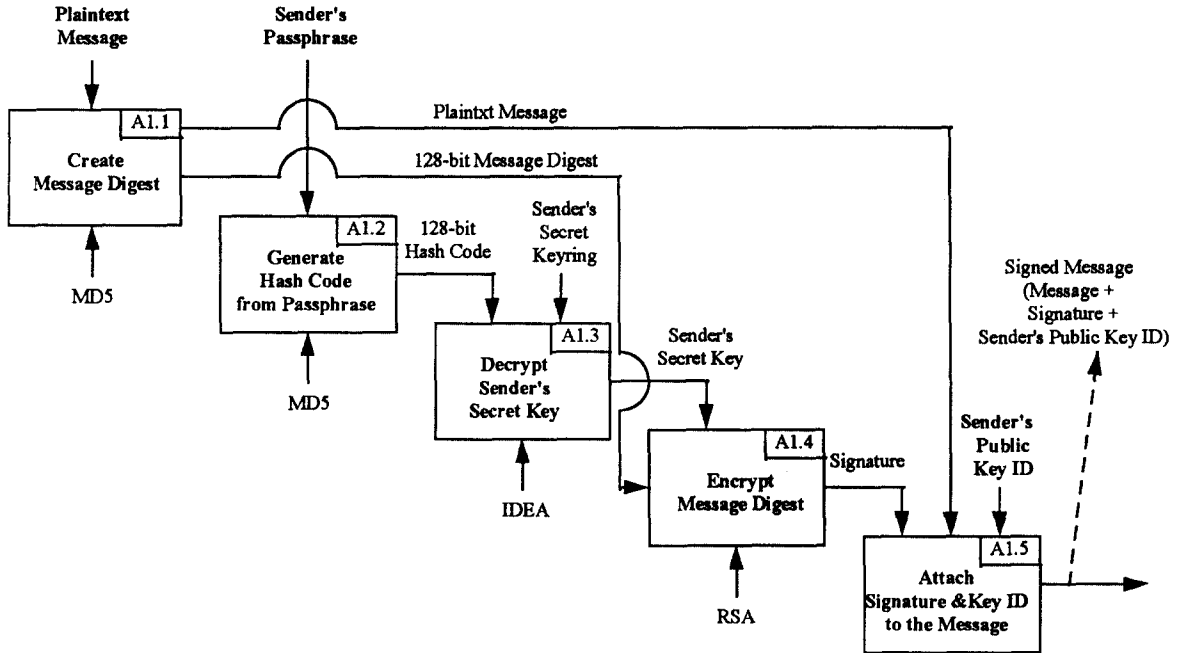 Plaintext
Message
Sender's
Passphrase
A1.1
Create
Message Digest
MD5
Plaintxt Message
128-bit Message Digest
A1.2
Generate
Hash Code
from Passphrase
MD5
128-bit
Hash Code
Sender's
Secret
Keyring
A1.3
Decrypt
Sender's
Secret Key
IDEA
Sender's
Secret Key
A1.4
Encrypt
Message Digest
RSA
Signature
Sender's
Public
Key ID
Signed Message
(Message +
Signature +
Sender's Public Key ID)
A1.5
Attach
Signature &Key ID
to the Message